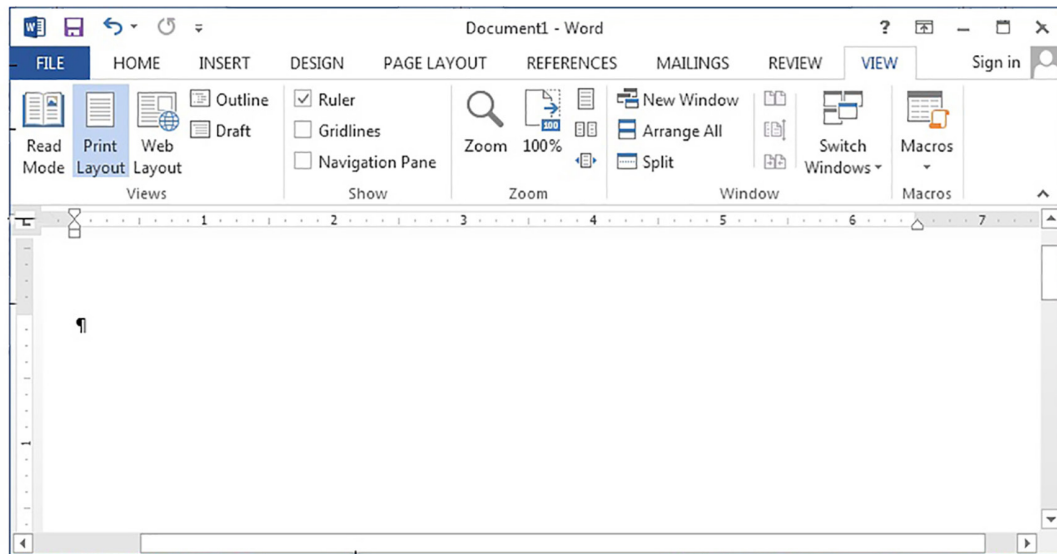 Document1 - Word
FILE HOME INSERT DESIGN PAGE LAYOUT REFERENCES MAILINGS REVIEW VIEW Sign in
Read Mode
Print Layout
Web Layout
Outline
Draft
Views
Ruler
Gridlines
Navigation Pane
Show
Zoom
100%
100
Zoom
New Window
Arrange All
Split
Switch Windows
Window
Macros
Macros
1 2 3 4 5 6 7
¶
1